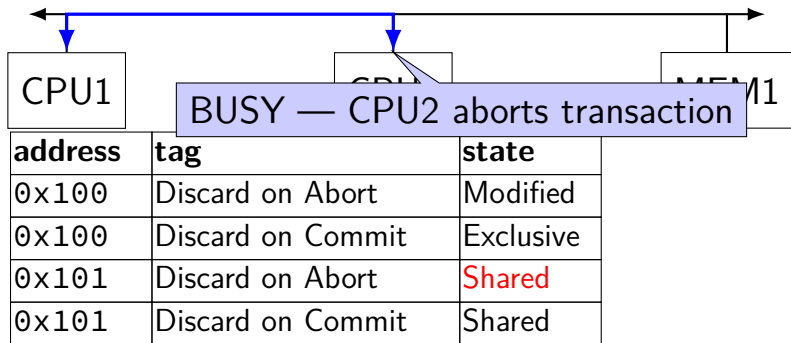 CPU1
BUSY — CPU2 aborts transaction
address tag state
0x100 Discard on Abort Modified
0x100 Discard on Commit Exclusive
0x101 Discard on Abort Shared
0x101 Discard on Commit Shared